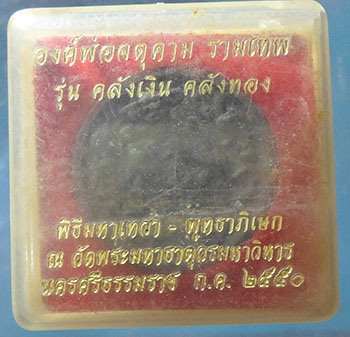 องค์พ่อจตุคาม รามเทพ
รุ่น คลังเงิน คลังทอง
พิธีมหาเทวา - พุทธาภิเษก
ณ วัดพระมหาธาตุวรมหาวิหาร
นครศรีธรรมราช ก.ค. ๒๕๕๐